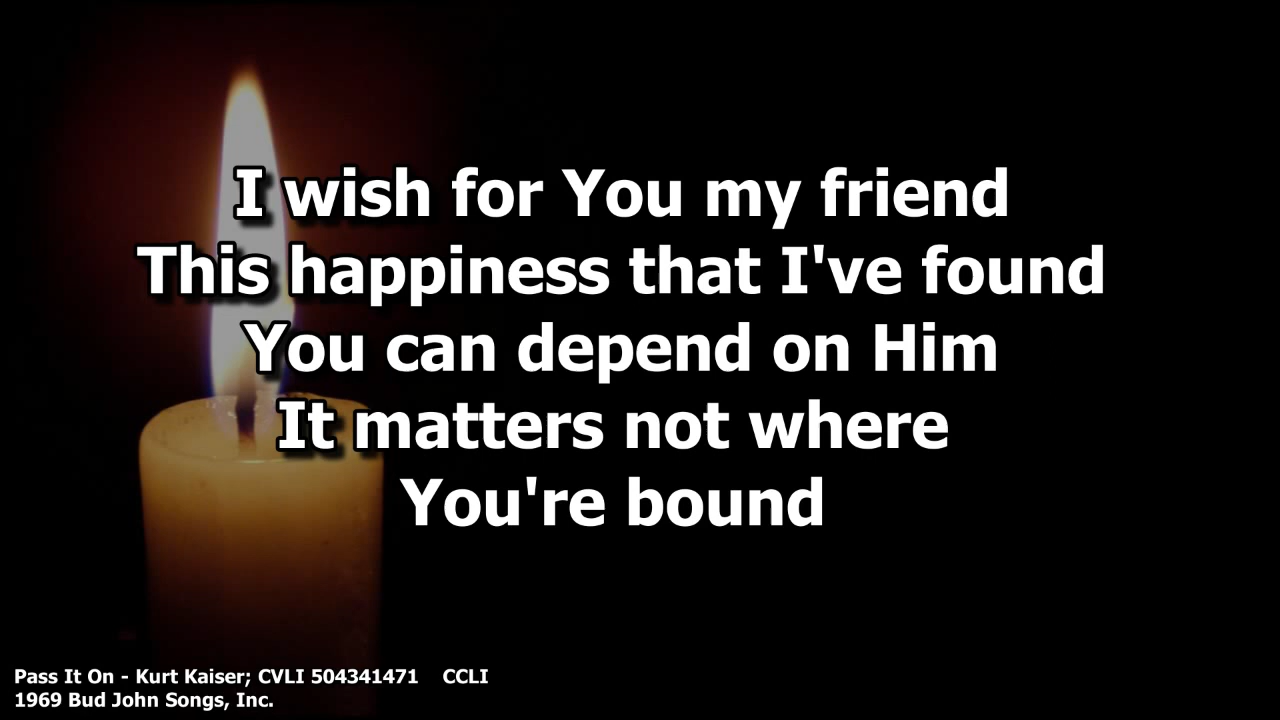 I wish for You my friend
This happiness that I've found
You can depend on Him
It matters not where
You're bound
Pass It On - Kurt Kaiser; CVLI 504341471    CCLI
1969 Bud John Songs, Inc.